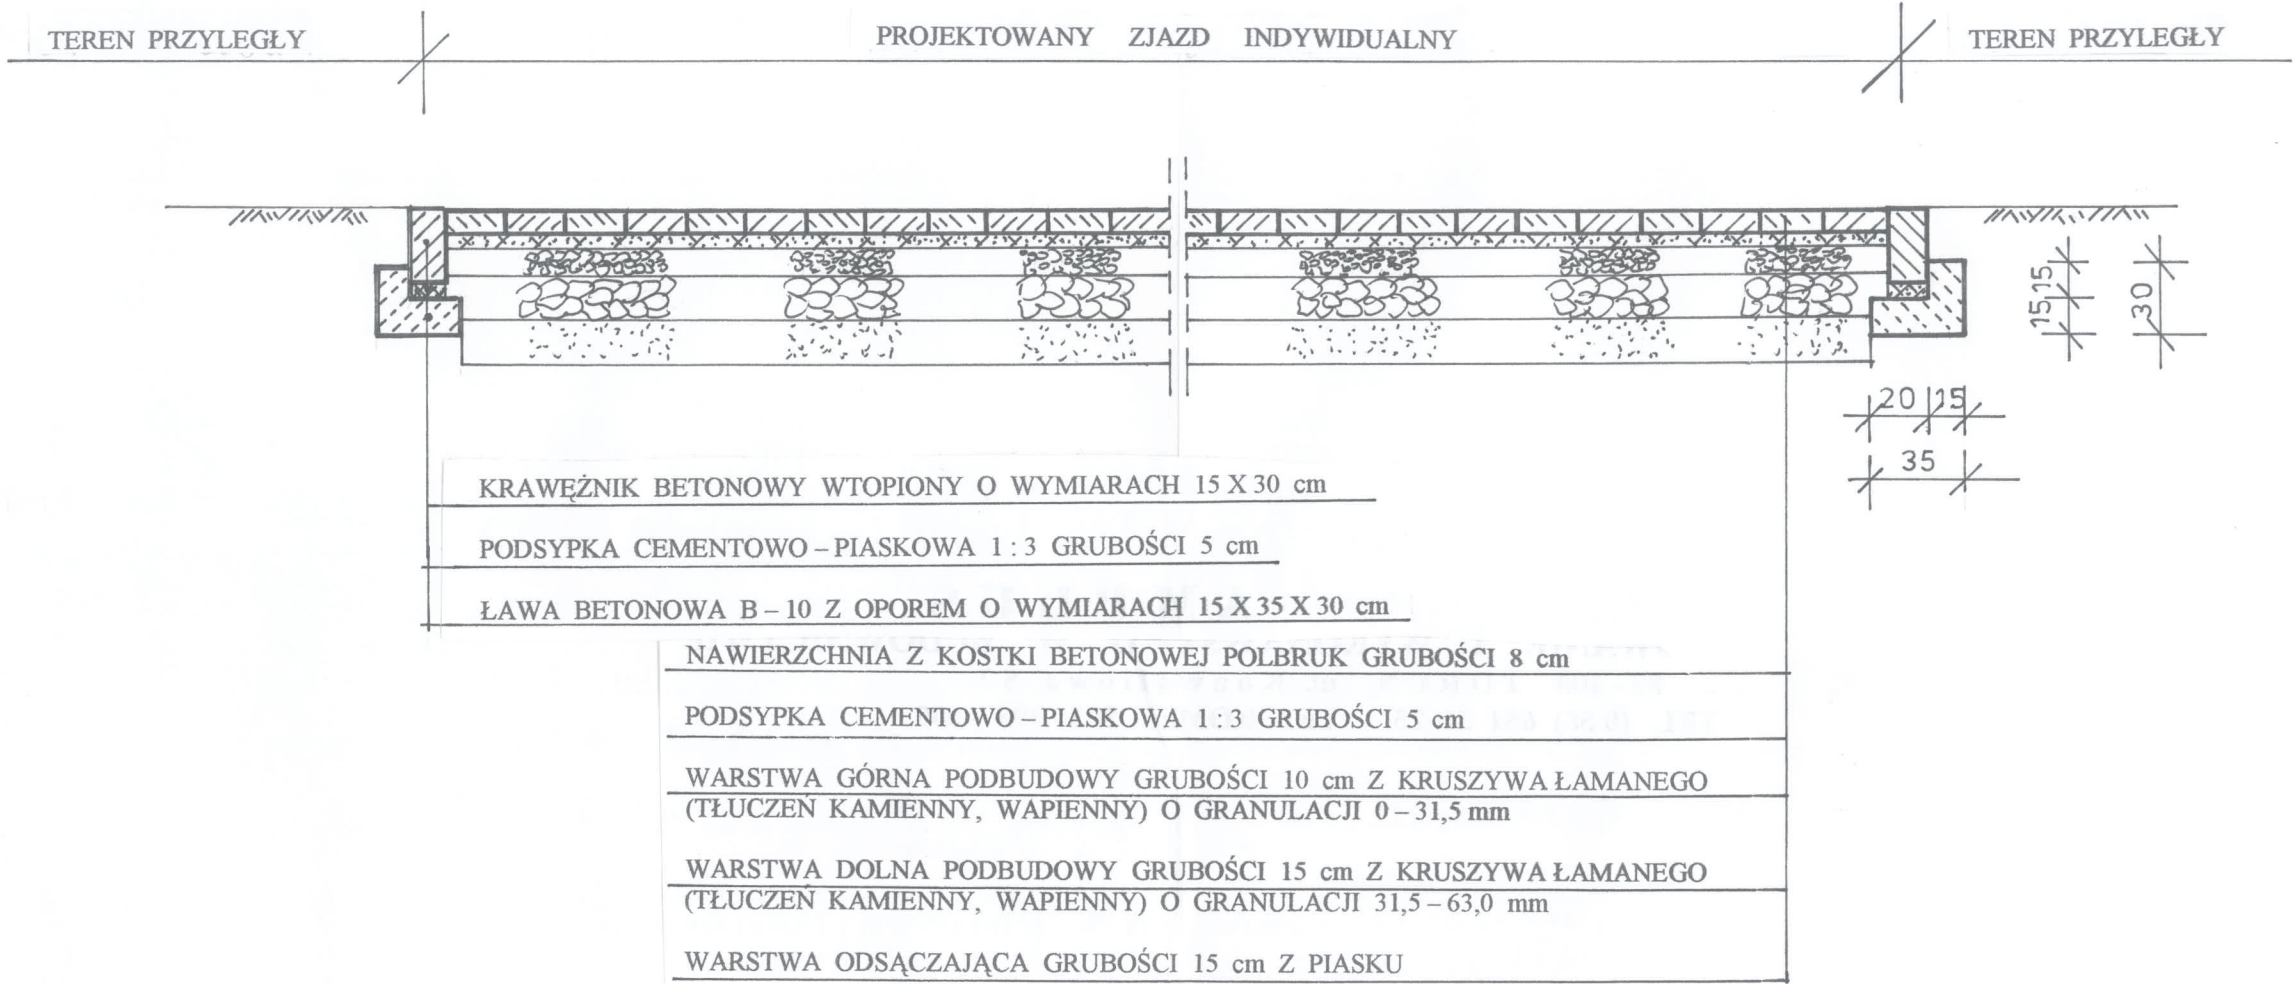 TEREN PRZYLEGŁY
PROJEKTOWANY ZJAZD INDYWIDUALNY
TEREN PRZYLEGŁY
15
15
30
20
15
35
KRAWĘŻNIK BETONOWY WTOPIONY O WYMIARACH 15 X 30 cm
PODSYPKA CEMENTOWO – PIASKOWA 1 : 3 GRUBOŚCI 5 cm
ŁAWA BETONOWA B – 10 Z OPOREM O WYMIARACH 15 X 35 X 30 cm
NAWIERZCHNIA Z KOSTKI BETONOWEJ POLBRUK GRUBOŚCI 8 cm
PODSYPKA CEMENTOWO – PIASKOWA 1 : 3 GRUBOŚCI 5 cm
WARSTWA GÓRNA PODBUDOWY GRUBOŚCI 10 cm Z KRUSZYWA ŁAMANEGO
(TŁUCZEŃ KAMIENNY, WAPIENNY) O GRANULACJI 0 – 31,5 mm
WARSTWA DOLNA PODBUDOWY GRUBOŚCI 15 cm Z KRUSZYWA ŁAMANEGO
(TŁUCZEŃ KAMIENNY, WAPIENNY) O GRANULACJI 31,5 – 63,0 mm
WARSTWA ODSĄCZAJĄCA GRUBOŚCI 15 cm Z PIASKU